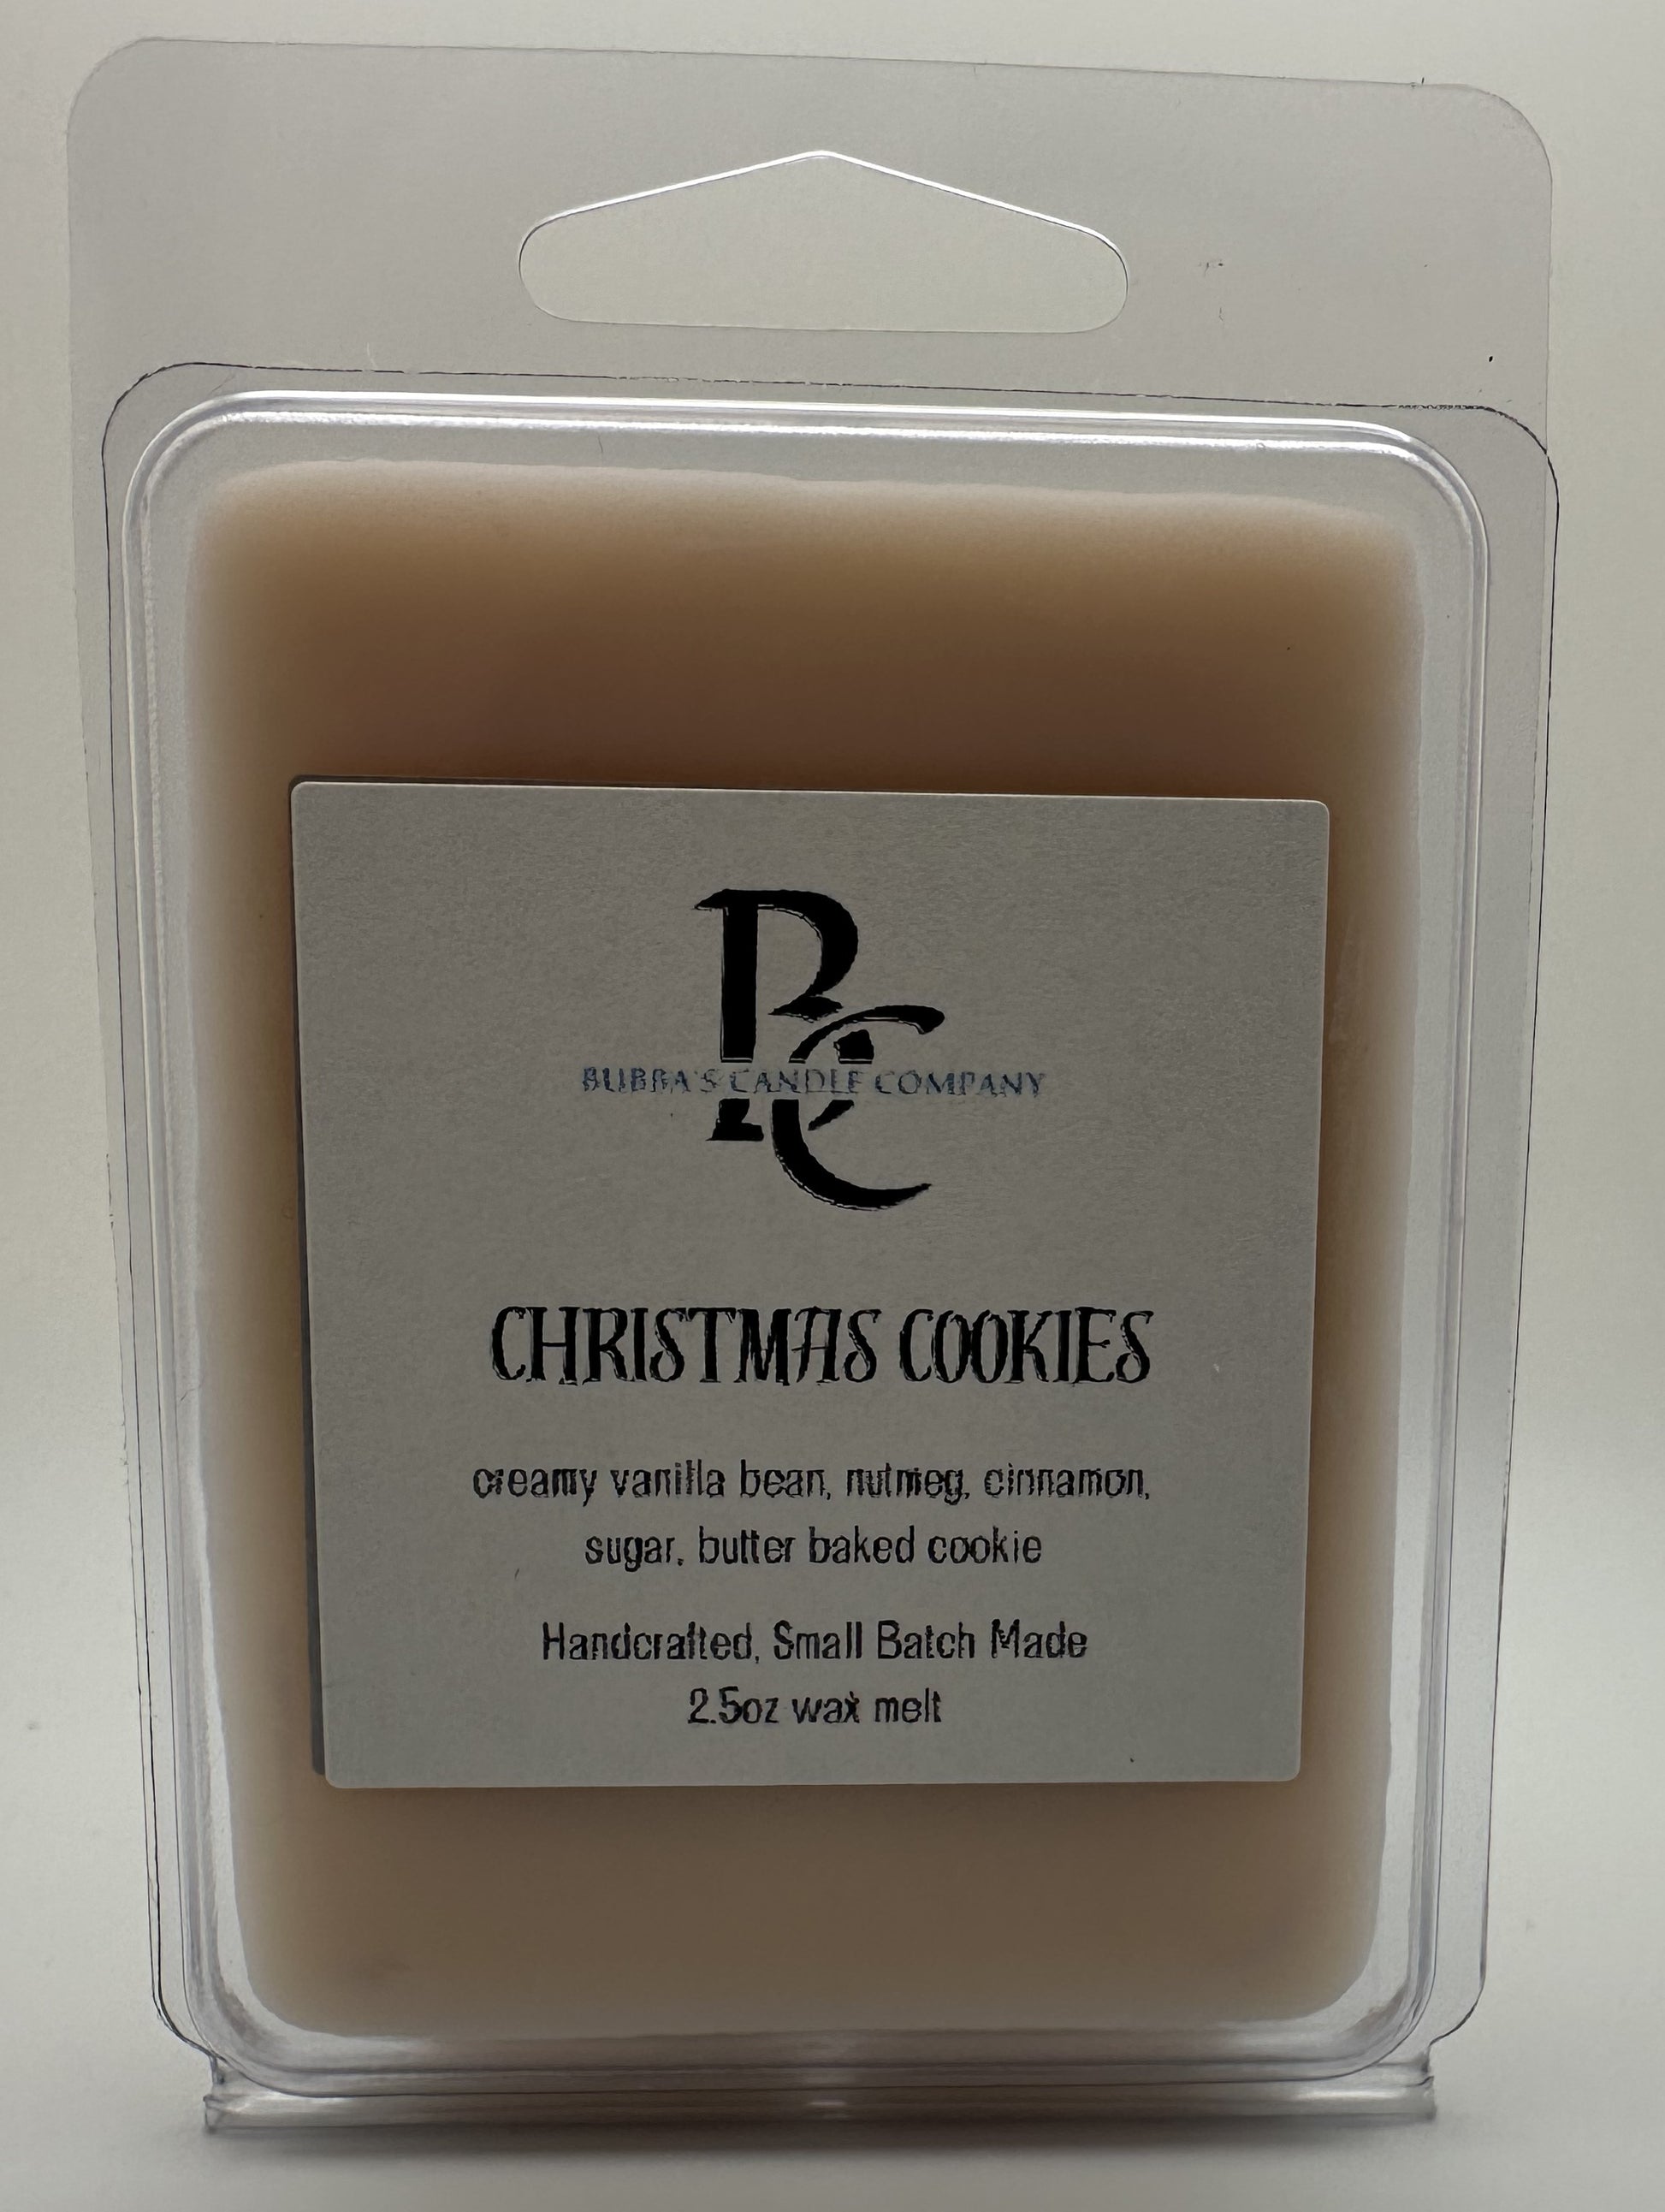 BC
BUBBA'S CANDLE COMPANY
CHRISTMAS COOKIES
creamy vanilla bean, nutmeg, cinnamon,
sugar, butter baked cookie
Handcrafted, Small Batch Made
2.5oz wax melt